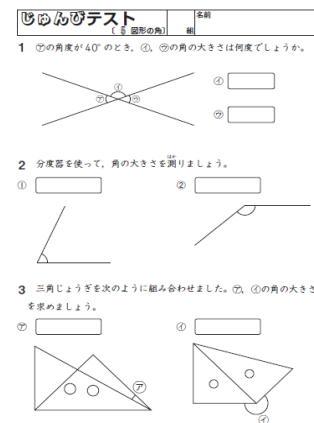 じゅんびテスト
〔 5 図形の角〕
組
名前
1 ㋐の角度が40°のとき，㋑，㋒の角の大きさは何度でしょうか。
㋑
㋐ ㋒
㋑
㋒
2 分度器を使って，角の大きさを測りましょう。
はか
① ②
3 三角じょうぎを次のように組み合わせました。㋐，㋑の角の大きさ
を求めましょう。
㋐ ㋑
㋐
㋑